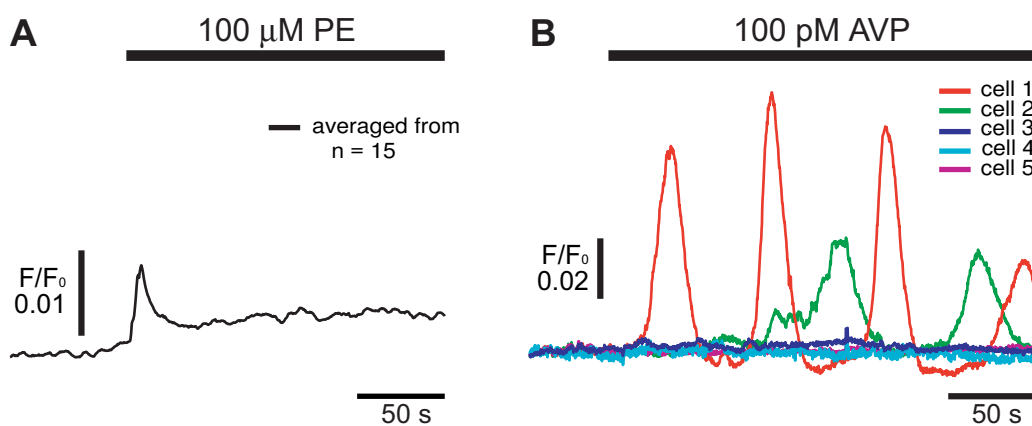 A
100 μM PE
averaged from
n = 15
F/F₀
0.01
50 s
B
100 pM AVP
cell 1
cell 2
cell 3
cell 4
cell 5
F/F₀
0.02
50 s